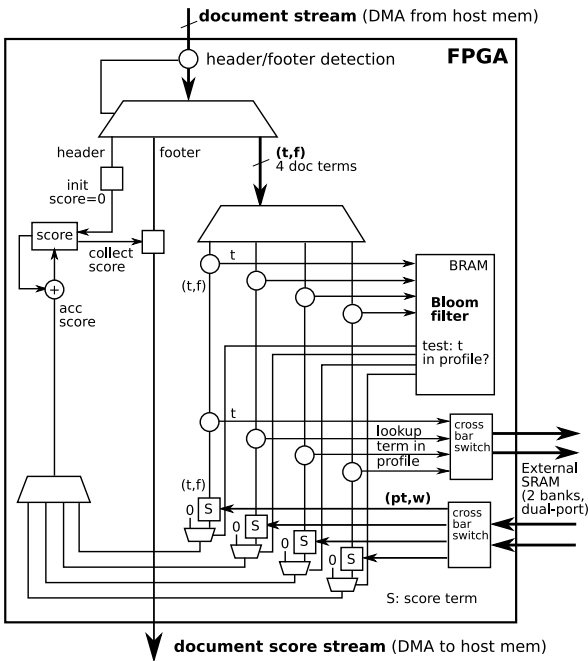 document stream (DMA from host mem)
header/footer detection
FPGA
header
footer
(t,f)
4 doc terms
init
score=0
score
collect
score
+
acc
score
t
(t,f)
BRAM
Bloom
filter
test: t
in profile?
t
lookup
term in
profile
cross
bar
switch
External
SRAM
(2 banks,
dual-port)
(t,f)
(pt,w)
cross
bar
switch
0
S
0
S
0
S
0
S
S: score term
document score stream (DMA to host mem)